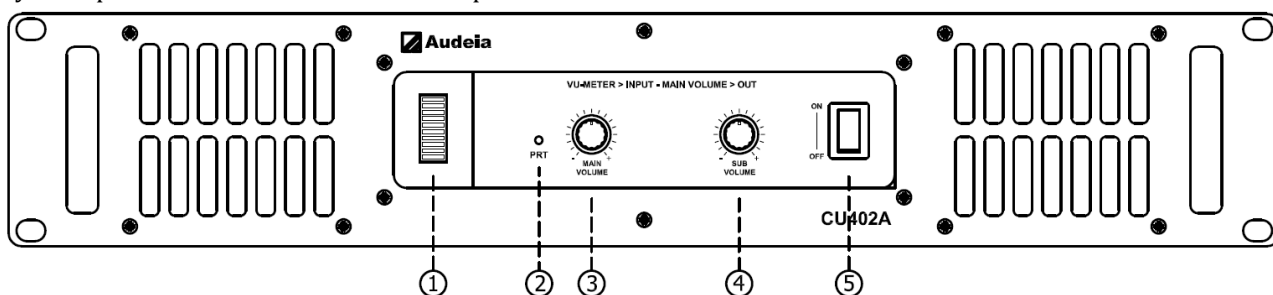 Audeia
VU-METER > INPUT - MAIN VOLUME > OUT
ON
OFF
PRT
- +
MAIN
VOLUME
- +
SUB
VOLUME
CU402A
1 2 3 4 5